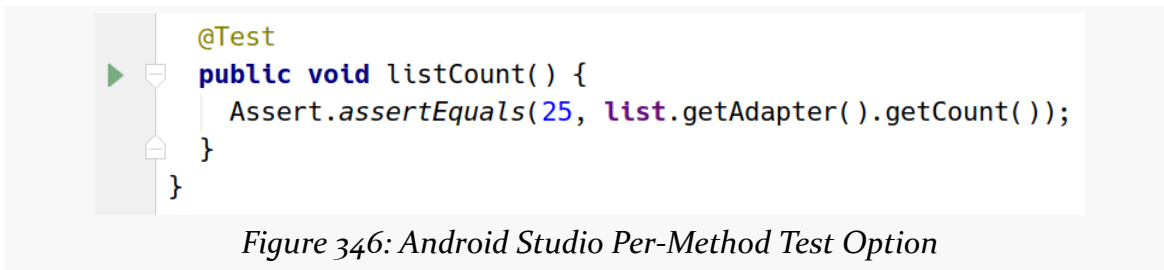 @Test
public void listCount() {
Assert.assertEquals(25, list.getAdapter().getCount());
}
}
Figure 346: Android Studio Per-Method Test Option